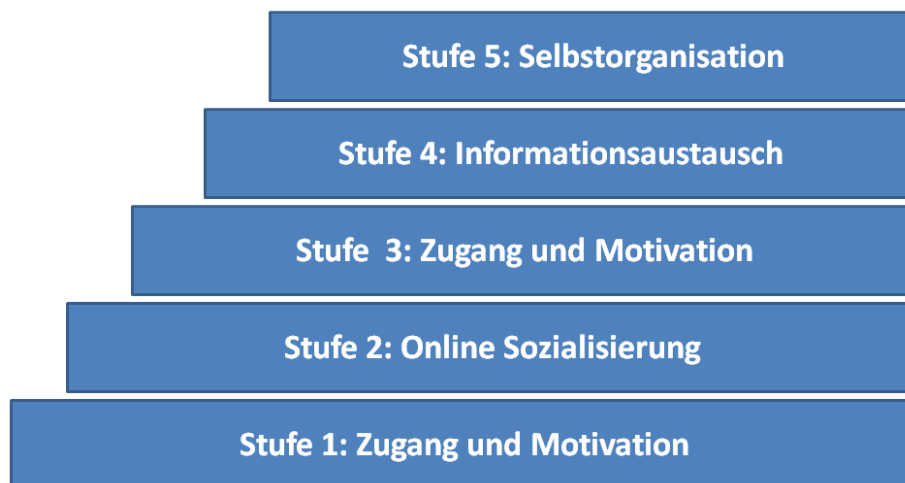 Stufe 5: Selbstorganisation
Stufe 4: Informationsaustausch
Stufe  3: Zugang und Motivation
Stufe 2: Online Sozialisierung
Stufe 1: Zugang und Motivation